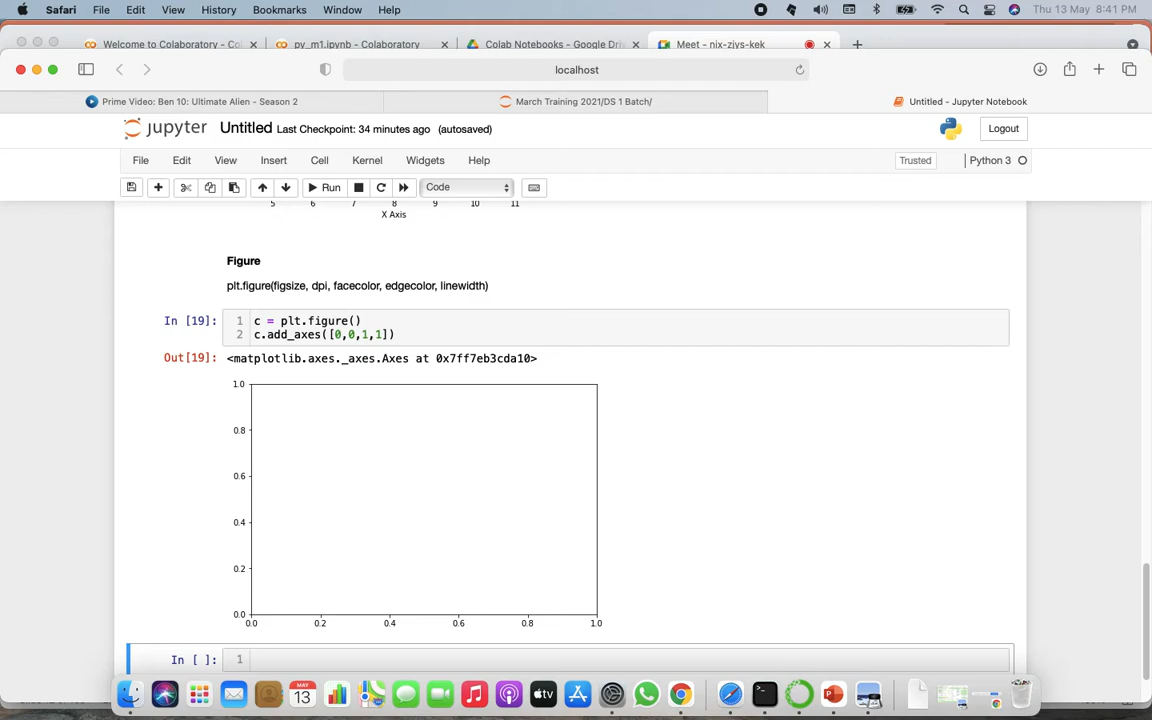 Safari File Edit View History Bookmarks Window Help Thu 13 May 8:41 PM
Welcome to Colaboratory - Col py_m1.ipynb - Colaboratory Colab Notebooks - Google Driv Meet - nix-zjys-kek
localhost
Prime Video: Ben 10: Ultimate Alien - Season 2 March Training 2021/DS 1 Batch/ Untitled - Jupyter Notebook
jupyter Untitled Last Checkpoint: 34 minutes ago (autosaved) Logout
File Edit View Insert Cell Kernel Widgets Help Trusted Python 3
Run Code
5 6 7 8 9 10 11
X Axis
Figure
plt.figure(figsize, dpi, facecolor, edgecolor, linewidth)
In [19]: 1 c = plt.figure()
2 c.add_axes([0,0,1,1])
Out[19]: <matplotlib.axes._axes.Axes at 0x7ff7eb3cda10>
1.0
0.8
0.6
0.4
0.2
0.0
0.0 0.2 0.4 0.6 0.8 1.0
In [ ]: 1
MAY
13
tv